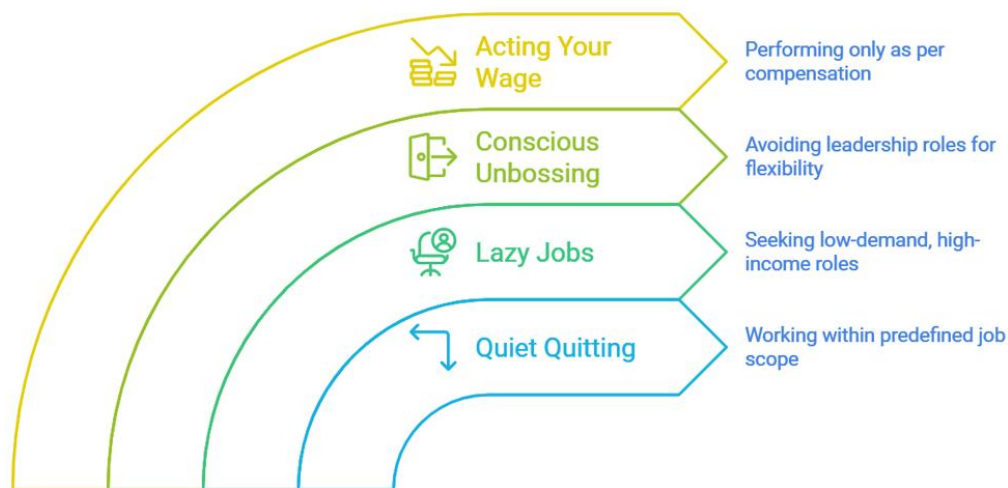 Acting Your
Wage
Performing only as per
compensation
Conscious
Unbossing
Avoiding leadership roles for
flexibility
Lazy Jobs
Seeking low-demand, high-
income roles
Quiet Quitting
Working within predefined job
scope